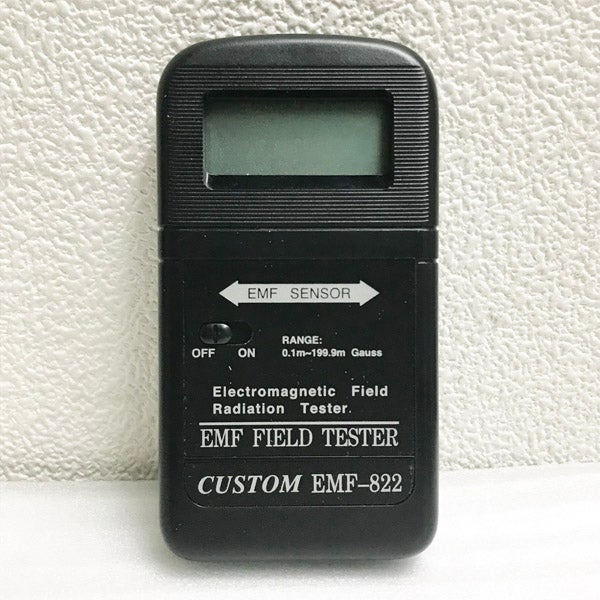 EMF SENSOR
OFF ON
RANGE:
0.1m~199.9m Gauss
Electromagnetic Field
Radiation Tester.
EMF FIELD TESTER
CUSTOM EMF-822